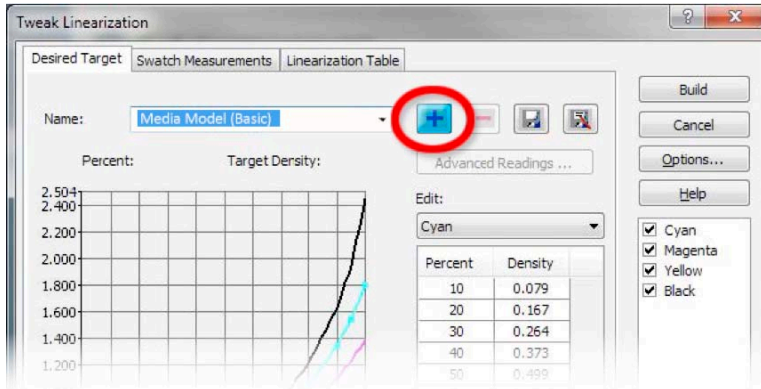 Tweak Linearization
Desired Target Swatch Measurements Linearization Table
Name: Media Model (Basic)
Percent: Target Density:
Advanced Readings ...
Edit:
Cyan
Percent Density
10 0.079
20 0.167
30 0.264
40 0.373
50 0.499
2.504
2.400
2.200
2.000
1.800
1.600
1.400
1.200
Build
Cancel
Options...
Help
Cyan
Magenta
Yellow
Black